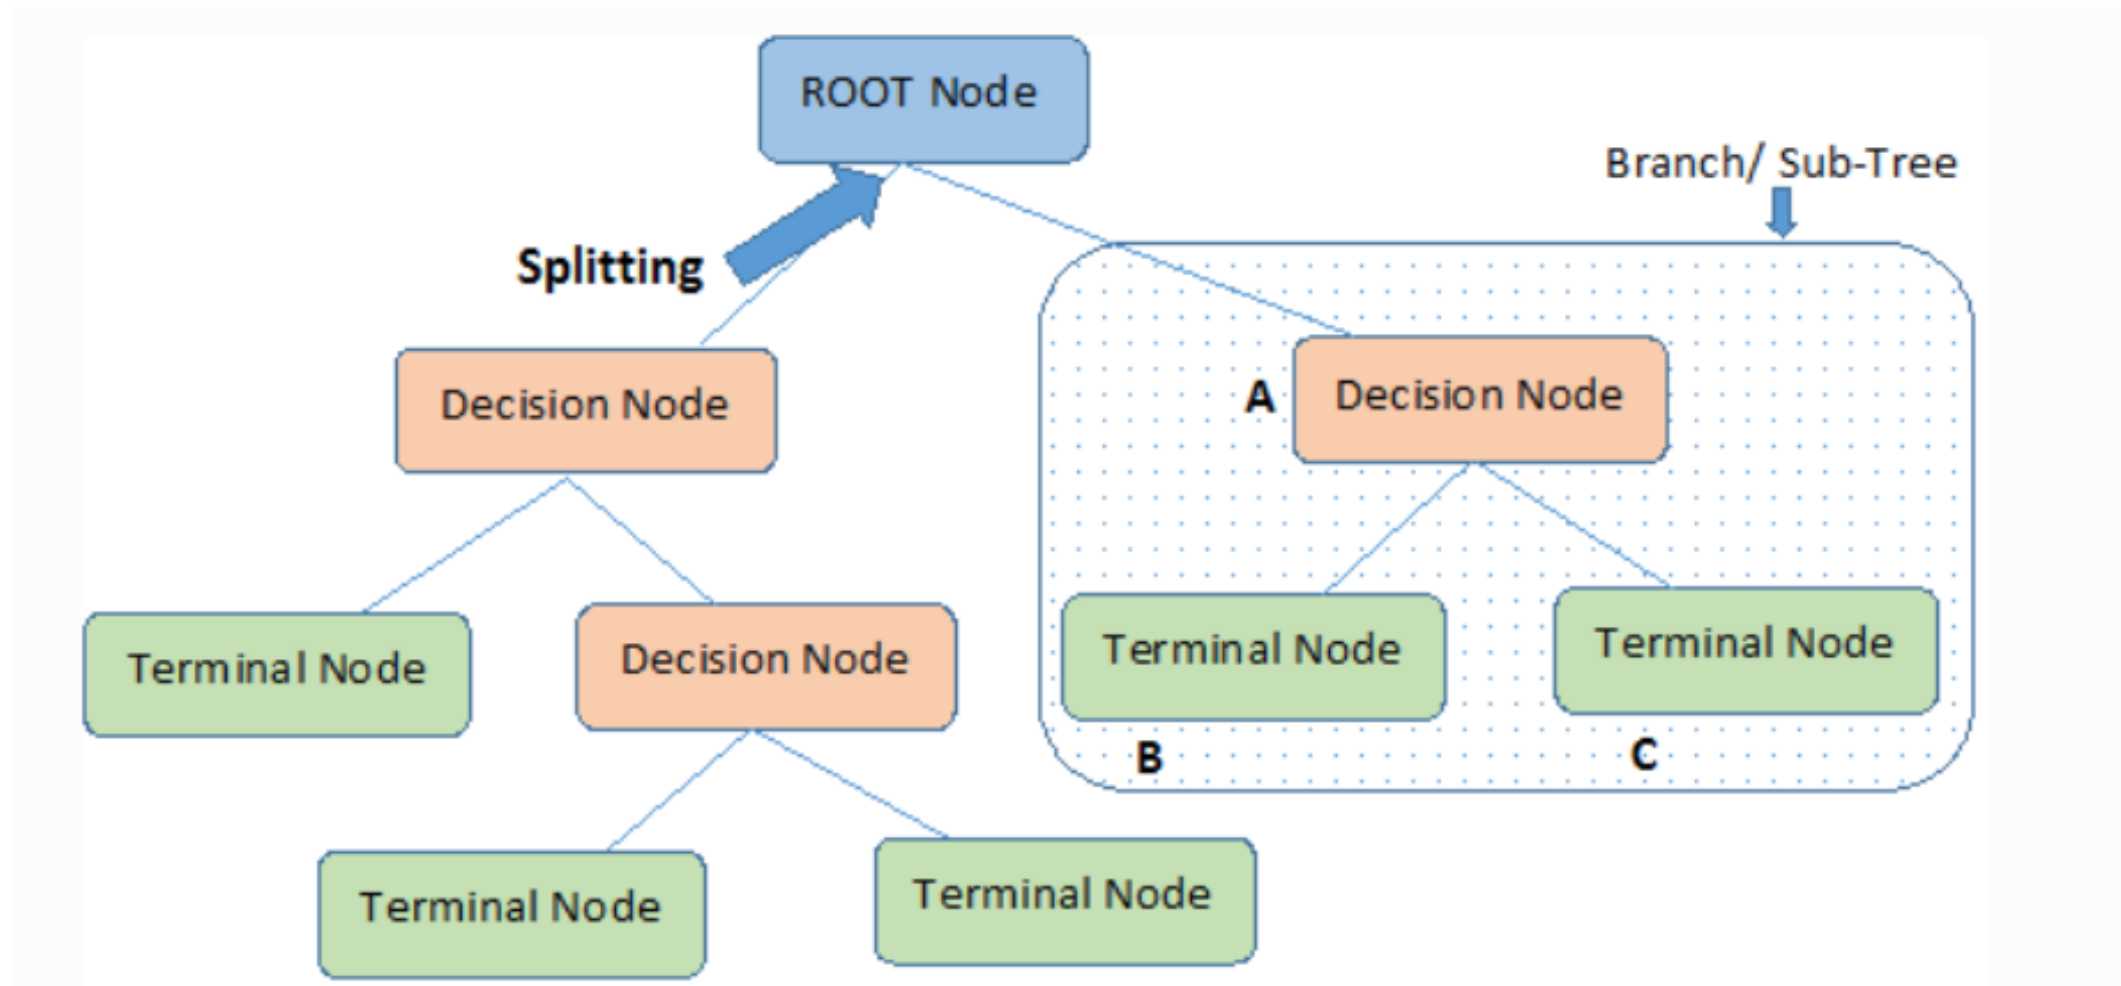 ROOT Node
Branch/ Sub-Tree
Splitting
Decision Node
A
Decision Node
Terminal Node
Decision Node
Terminal Node
Terminal Node
B
C
Terminal Node
Terminal Node